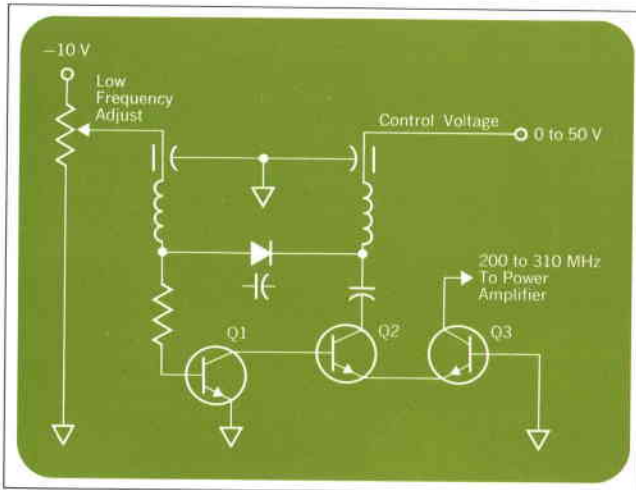 –10 V
Low
Frequency
Adjust
Control Voltage
0 to 50 V
200 to 310 MHz
To Power
Amplifier
Q1
Q2
Q3